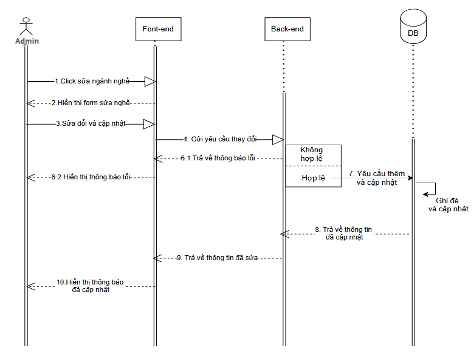 Admin
Font-end
Back-end
DB
1.Click sửa ngành nghề
2.Hiển thị form sửa nghề
3.Sửa đổi và cập nhật
4. Gửi yêu cầu thay đổi
Không
hợp lệ
6.1 Trả về thông báo lỗi
6.2 Hiển thị thông báo lỗi
Hợp lệ
7. Yêu cầu thêm
và cập nhật
Ghi đè
và cập nhật
8. Trả về thông tin
đã cập nhật
9. Trả về thông tin đã sửa
10.Hiển thị thông báo
đã cập nhật